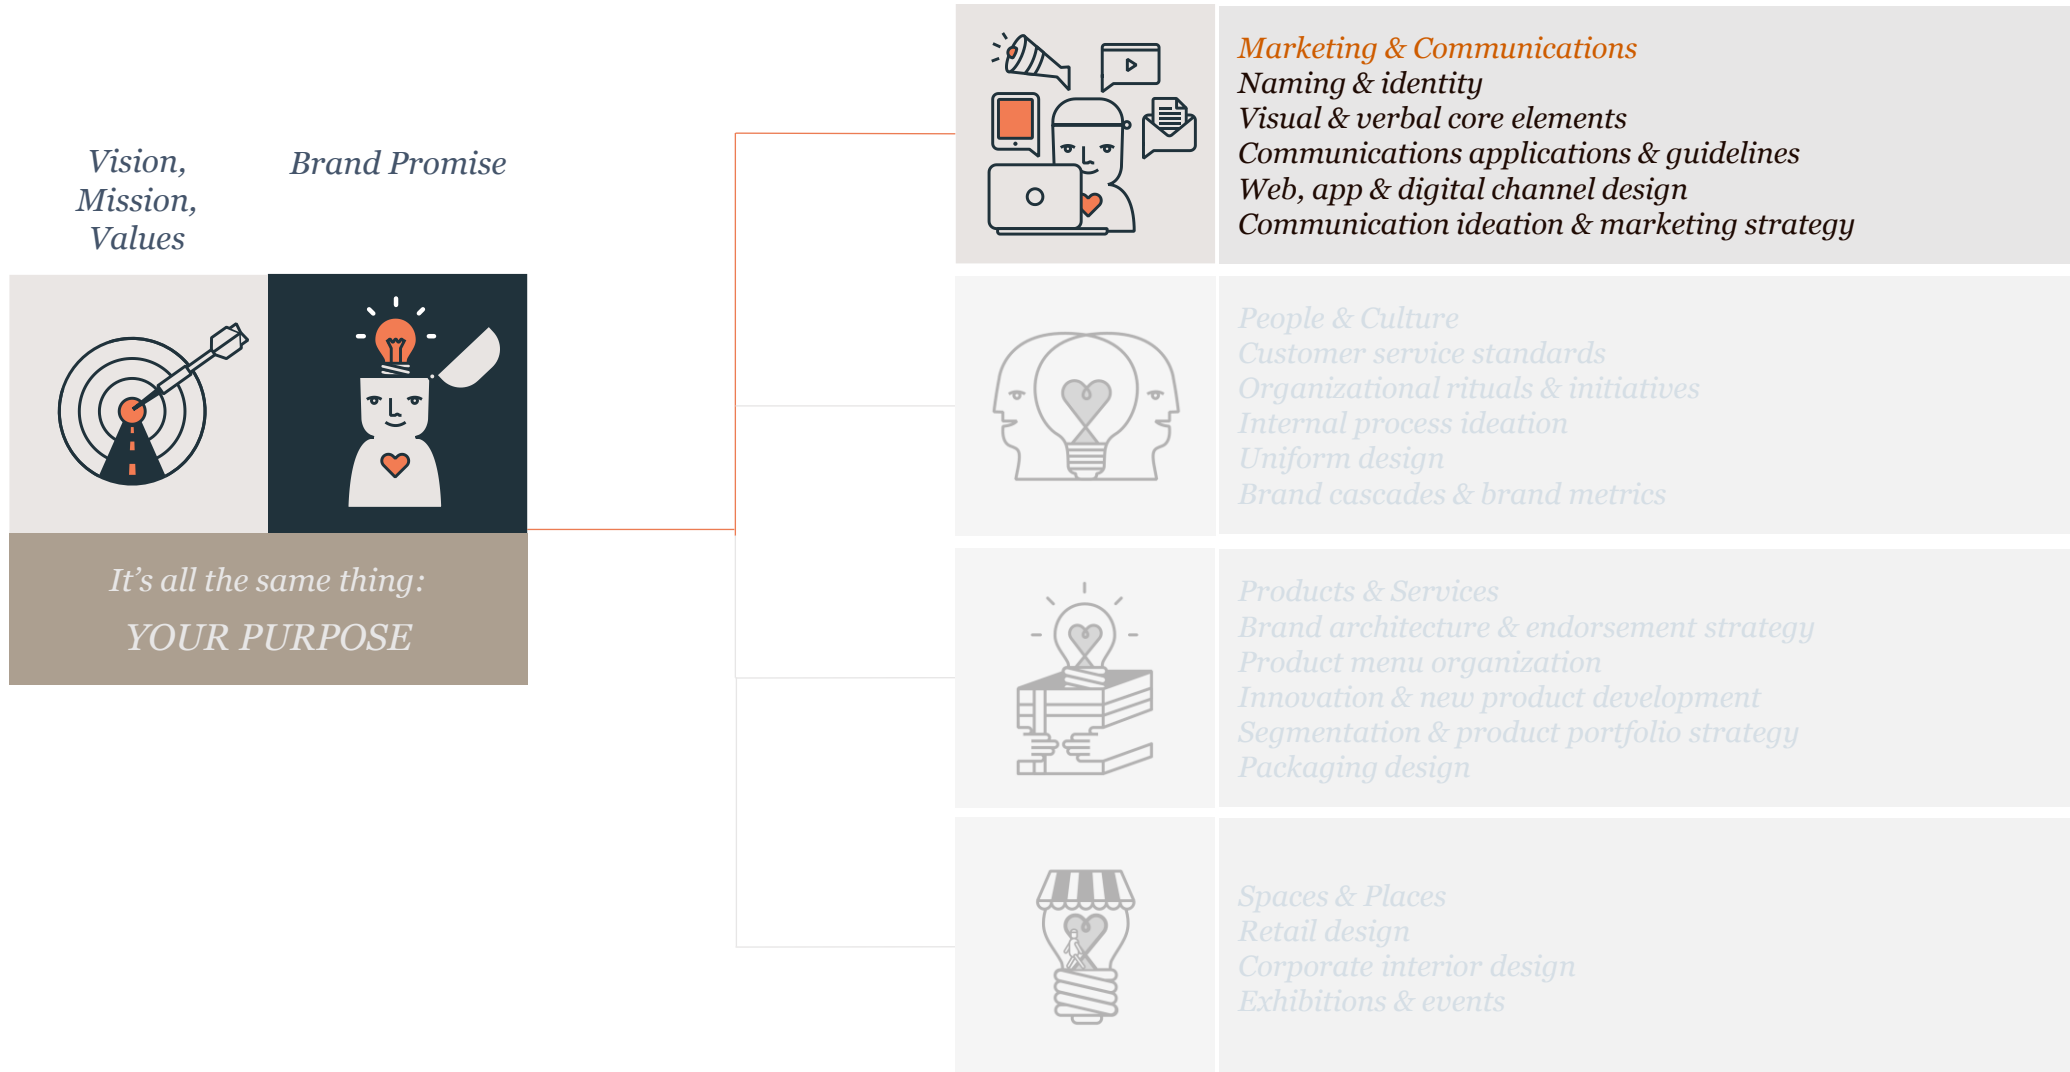 Vision,
Mission,
Values
Brand Promise
It’s all the same thing:
YOUR PURPOSE
Marketing & Communications
Naming & identity
Visual & verbal core elements
Communications applications & guidelines
Web, app & digital channel design
Communication ideation & marketing strategy
People & Culture
Customer service standards
Organizational rituals & initiatives
Internal process ideation
Uniform design
Brand cascades & brand metrics
Products & Services
Brand architecture & endorsement strategy
Product menu organization
Innovation & new product development
Segmentation & product portfolio strategy
Packaging design
Spaces & Places
Retail design
Corporate interior design
Exhibitions & events